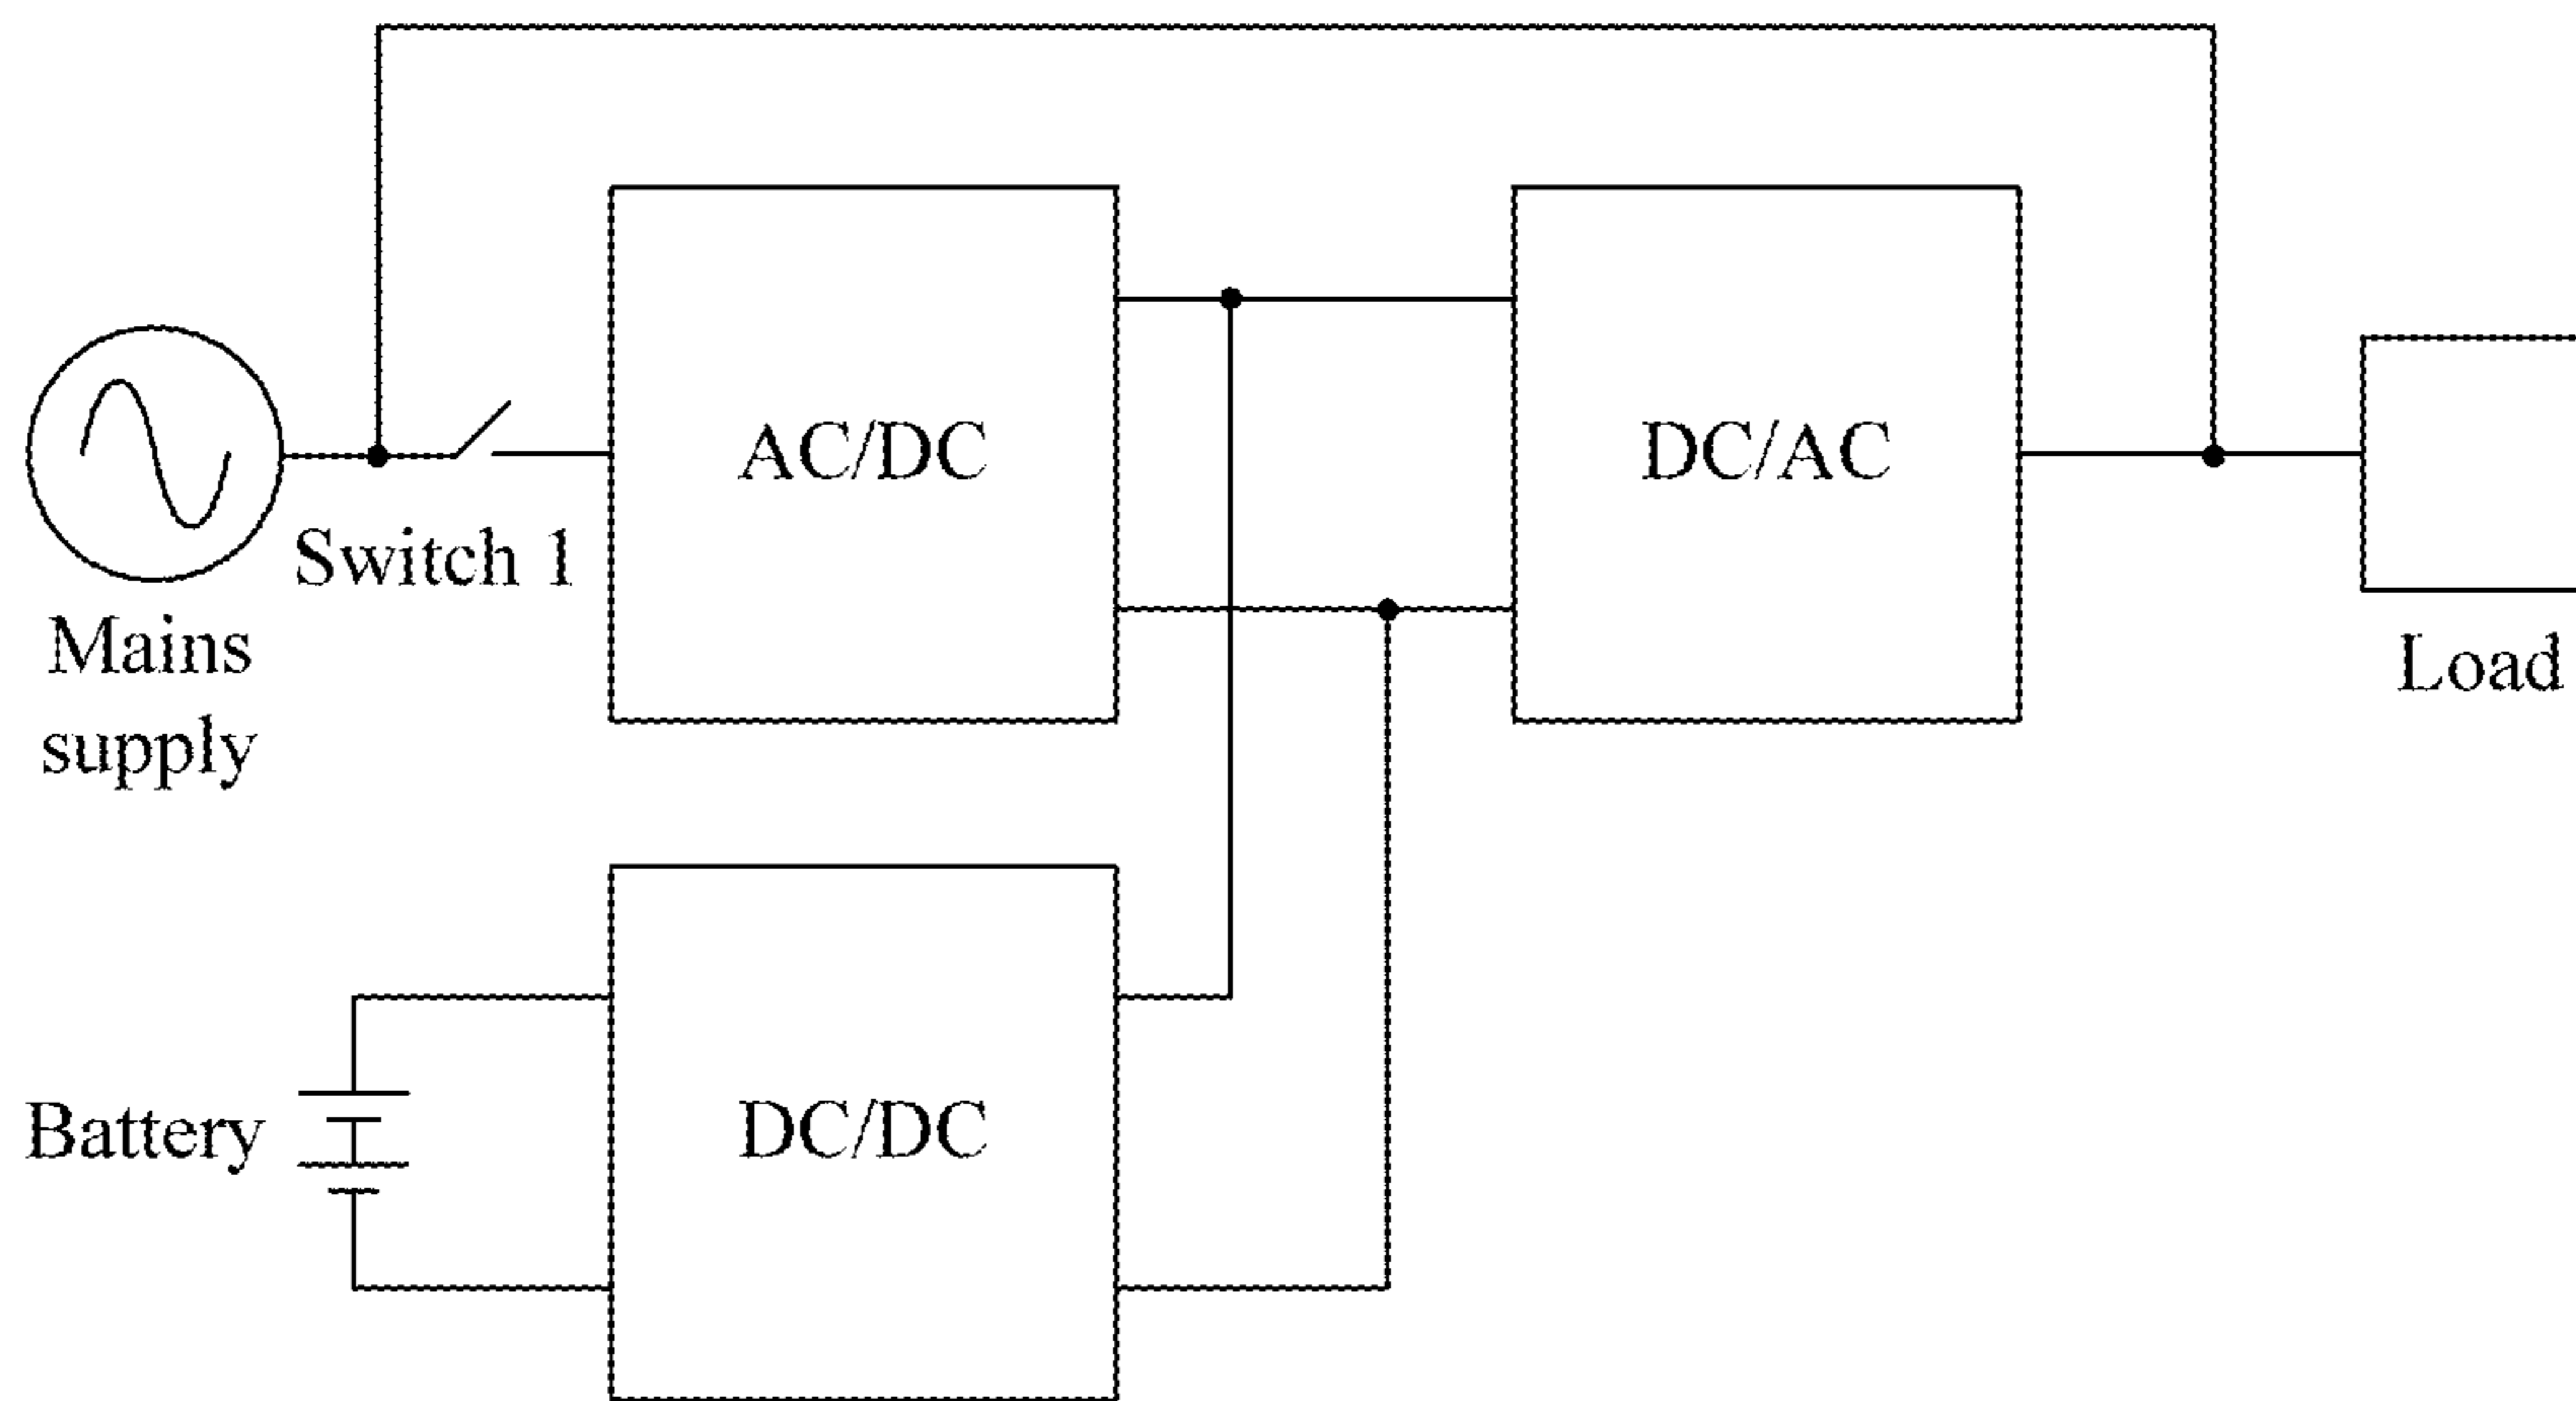 AC/DC
DC/AC
Switch 1
Mains
supply
Load
Battery
DC/DC